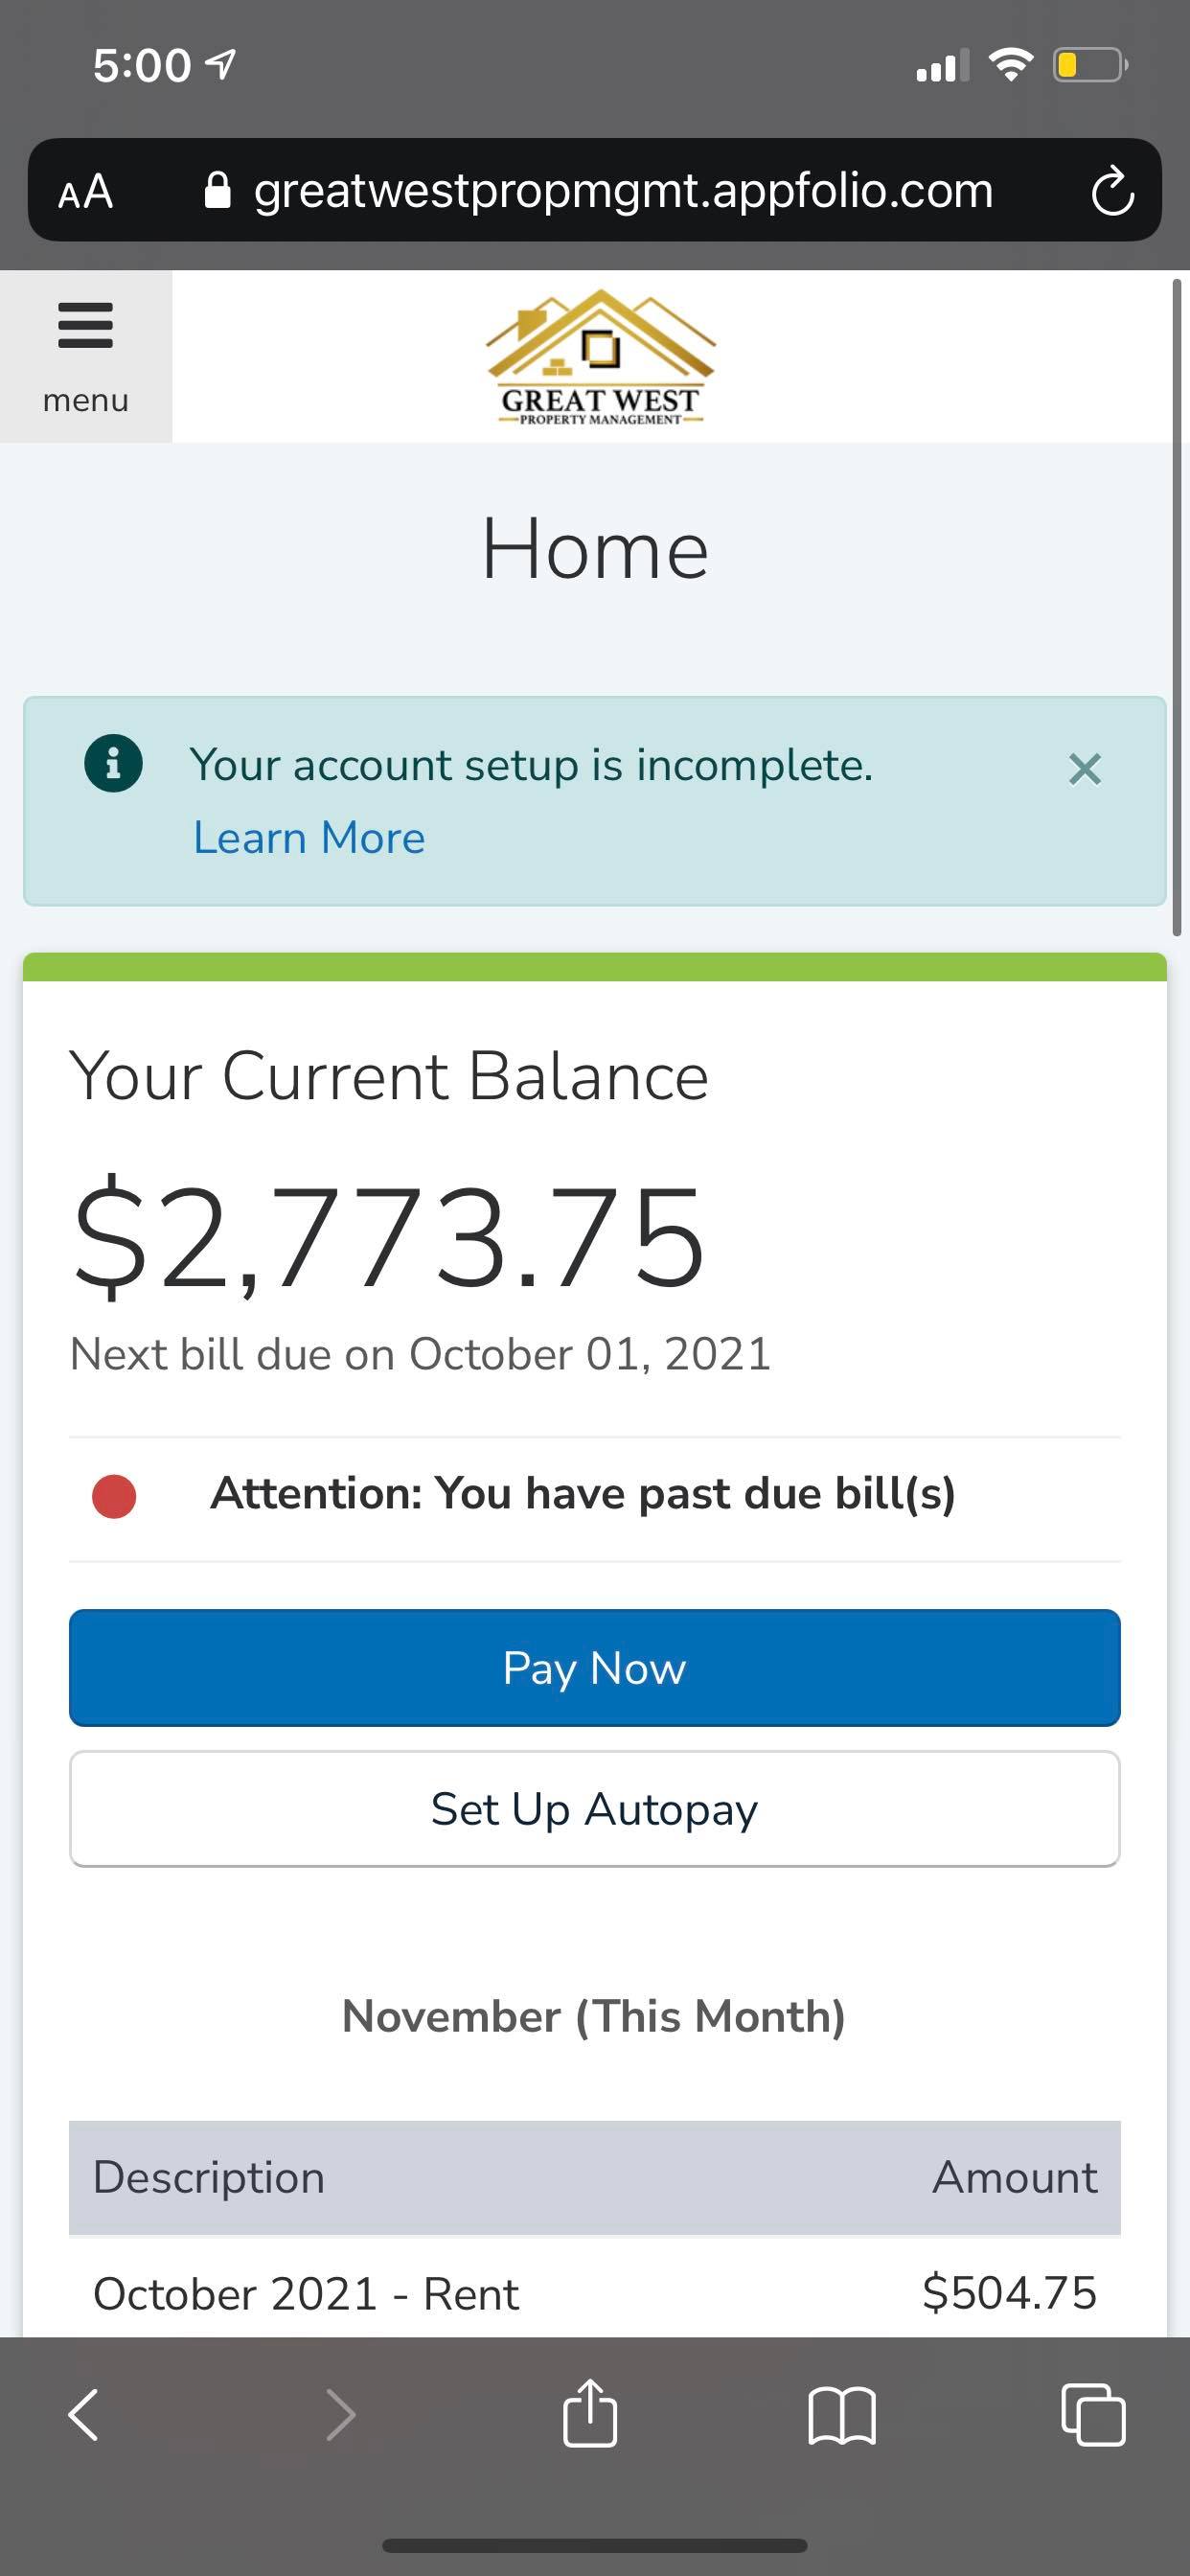 5:00
AA greatwestpropmgmt.appfolio.com
menu
GREAT WEST
PROPERTY MANAGEMENT
Home
Your account setup is incomplete.
Learn More
Your Current Balance
$2,773.75
Next bill due on October 01, 2021
Attention: You have past due bill(s)
Pay Now
Set Up Autopay
November (This Month)
Description Amount
October 2021 - Rent $504.75